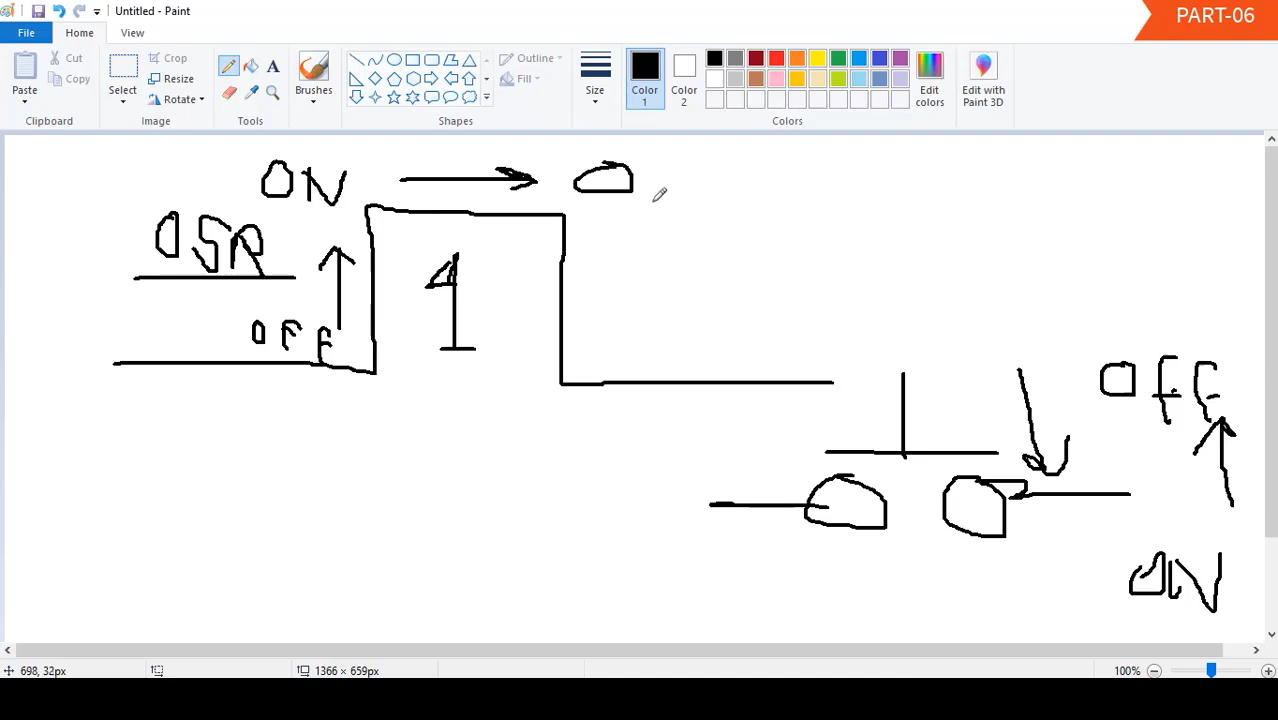 Untitled - Paint
PART-06
File
Home
View
Paste
Cut
Copy
Clipboard
Select
Crop
Resize
Rotate
Image
A
Tools
Brushes
Outline
Fill
Shapes
Size
Color
1
Color
2
Edit
colors
Colors
Edit with
Paint 3D
ON
O
OSR
OFF
1
OFF
ON
698, 32px
1366 × 659px
100%